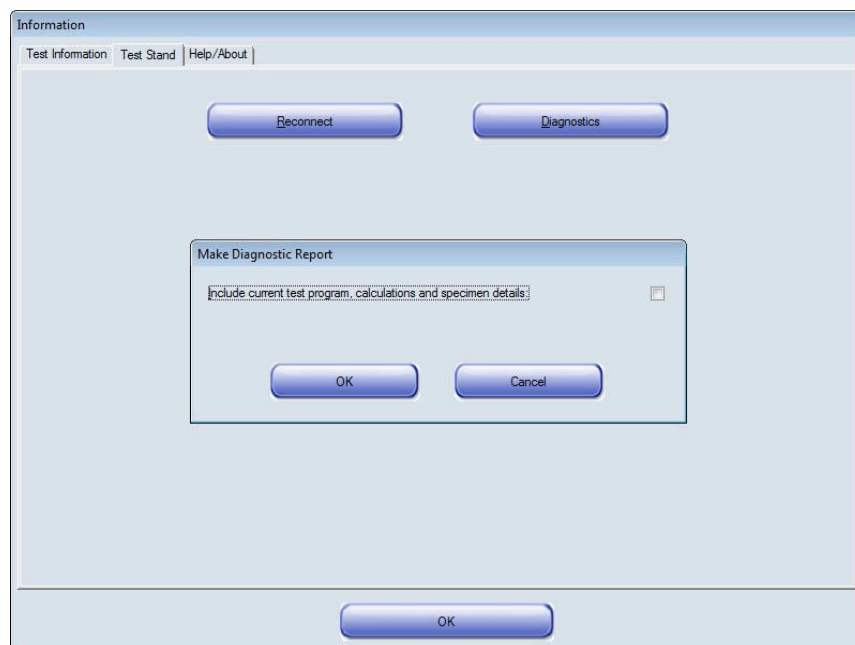 Information
Test Information Test Stand Help/About
Reconnect Diagnostics
Make Diagnostic Report
Include current test program, calculations and specimen details:
OK Cancel
OK